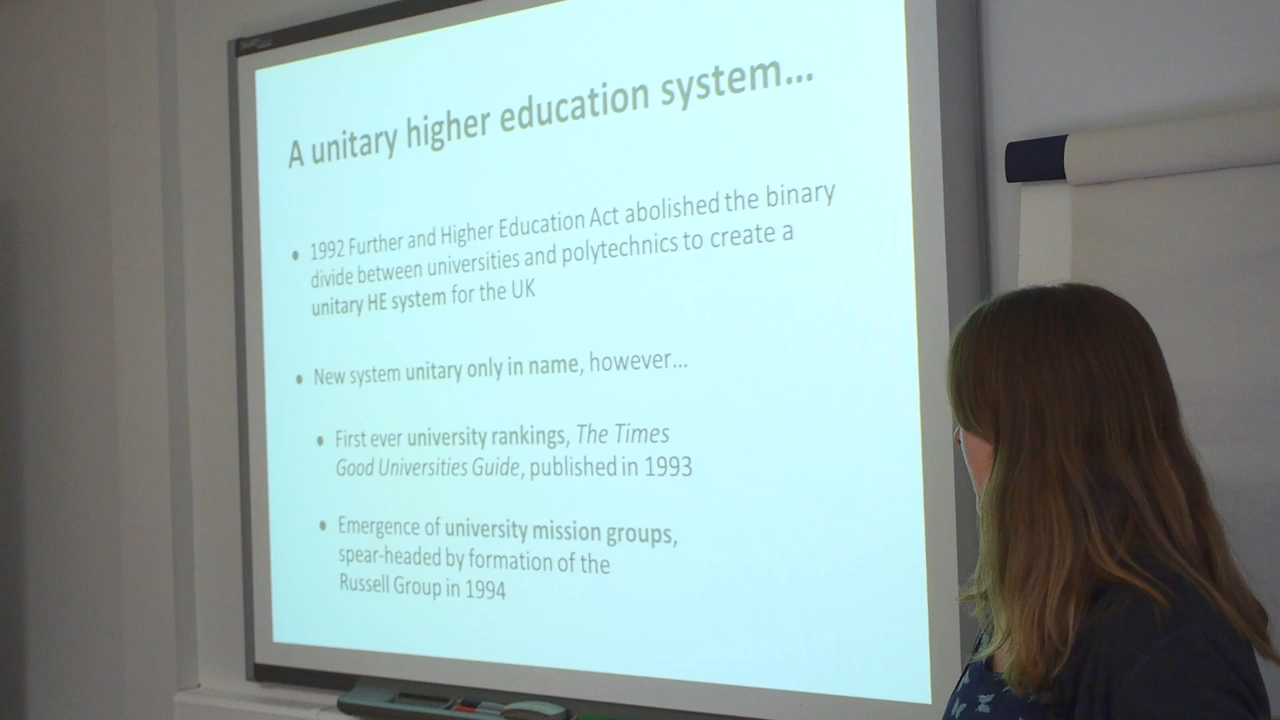 A unitary higher education system...
• 1992 Further and Higher Education Act abolished the binary
divide between universities and polytechnics to create a
unitary HE system for the UK
• New system unitary only in name, however...
• First ever university rankings, The Times
Good Universities Guide, published in 1993
• Emergence of university mission groups,
spear-headed by formation of the
Russell Group in 1994